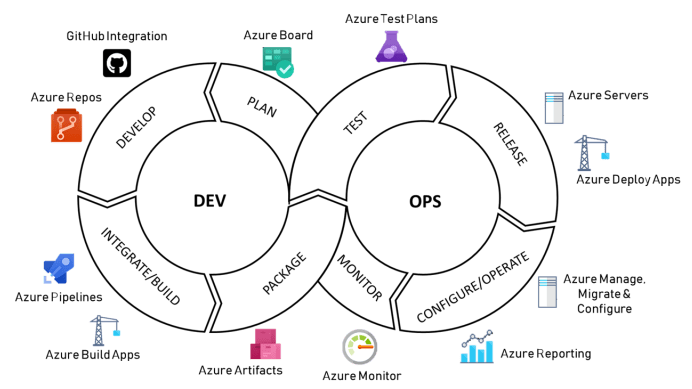 Azure Test Plans
GitHub Integration
Azure Board
Azure Repos
Azure Servers
DEVELOP
PLAN
TEST
RELEASE
Azure Deploy Apps
DEV
OPS
INTEGRATE/BUILD
PACKAGE
MONITOR
CONFIGURE/OPERATE
Azure Pipelines
Azure Manage,
Migrate &
Configure
Azure Build Apps
Azure Artifacts
Azure Monitor
Azure Reporting